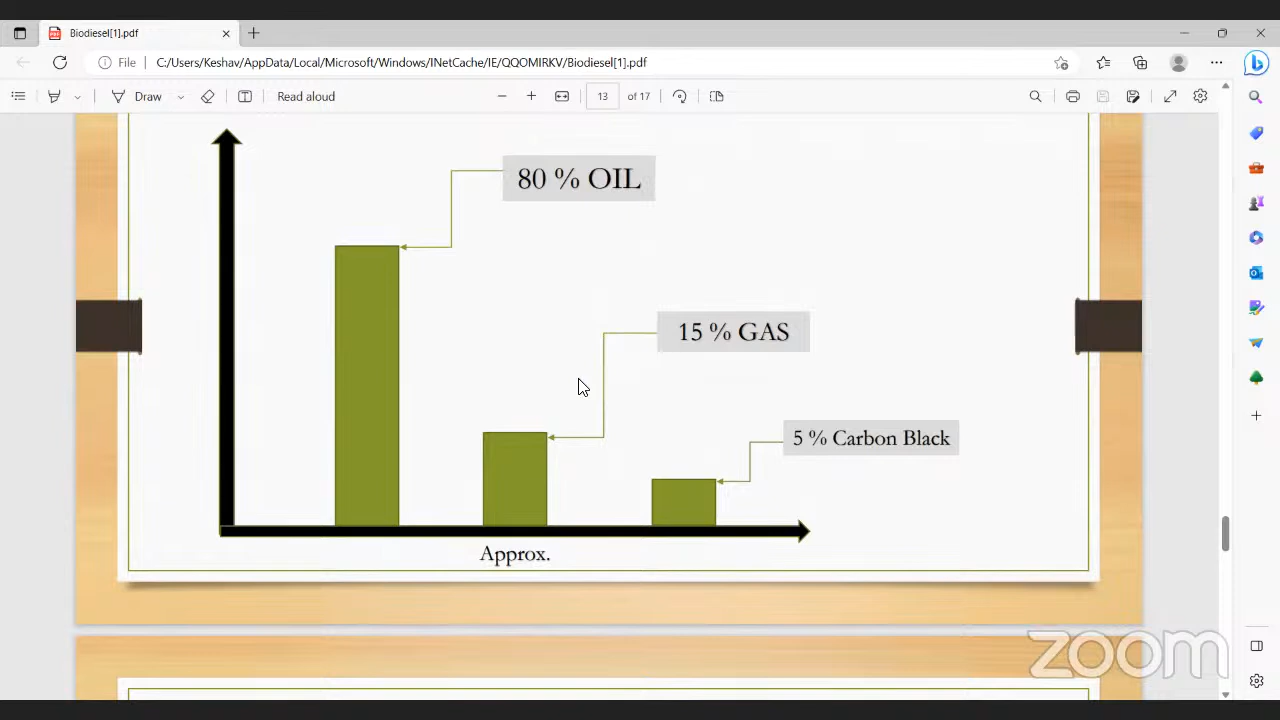 Biodiesel[1].pdf
File
C:/Users/Keshav/AppData/Local/Microsoft/Windows/INetCache/IE/QQOMIRKV/Biodiesel[1].pdf
Draw
Read aloud
13
of 17
80 % OIL
15 % GAS
5 % Carbon Black
Approx.
zoom